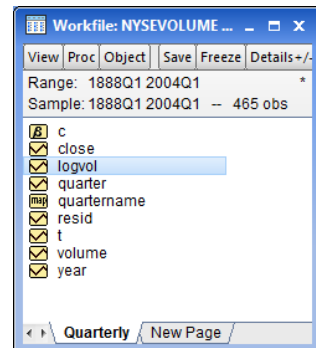 Workfile: NYSEVOLUME ...
View Proc Object Save Freeze Details+/-
Range: 1888Q1 2004Q1 *
Sample: 1888Q1 2004Q1 -- 465 obs
β c
close
logvol
quarter
map quartername
resid
t
volume
year
Quarterly New Page